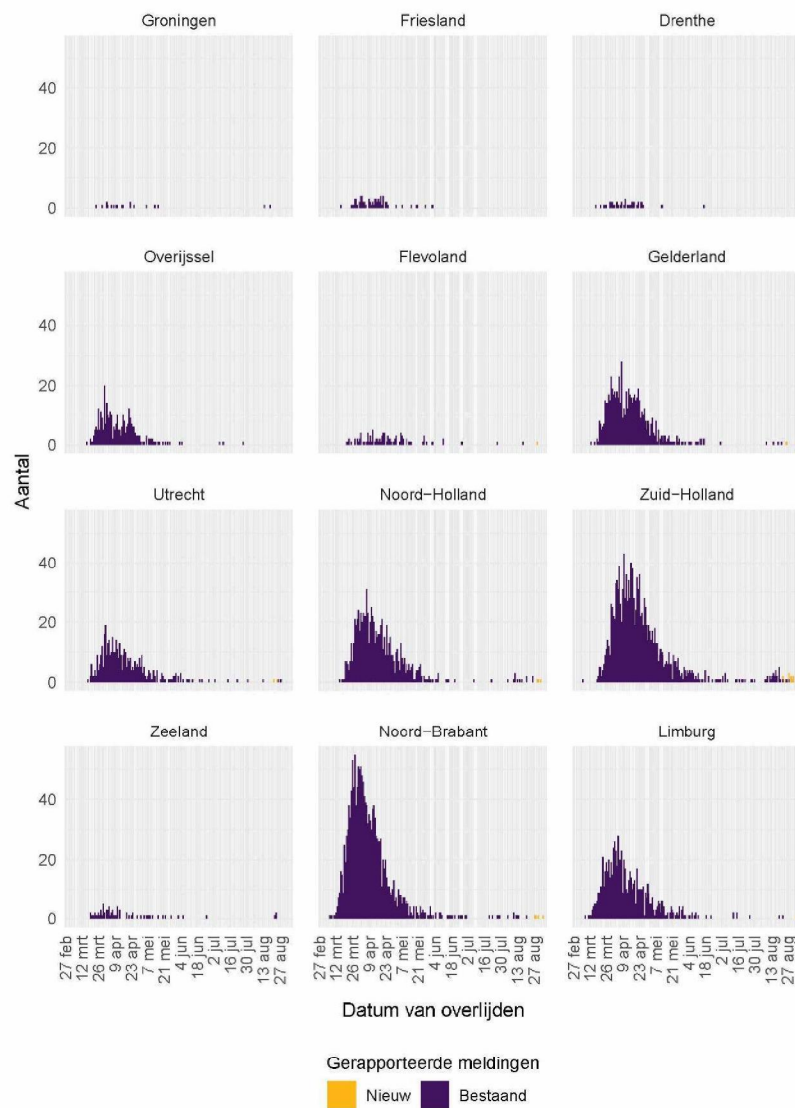 Groningen Friesland Drenthe
40
20
0
Overijssel Flevoland Gelderland
40
20
0
Aantal
Utrecht Noord−Holland Zuid−Holland
40
20
0
Zeeland Noord−Brabant Limburg
40
20
0
27 feb 12 mrt 26 mrt 9 apr 23 apr 7 mei 21 mei 4 jun 18 jun 2 jul 16 jul 30 jul 13 aug 27 aug
27 feb 12 mrt 26 mrt 9 apr 23 apr 7 mei 21 mei 4 jun 18 jun 2 jul 16 jul 30 jul 13 aug 27 aug
27 feb 12 mrt 26 mrt 9 apr 23 apr 7 mei 21 mei 4 jun 18 jun 2 jul 16 jul 30 jul 13 aug 27 aug
Datum van overlijden
Gerapporteerde meldingen
Nieuw Bestaand